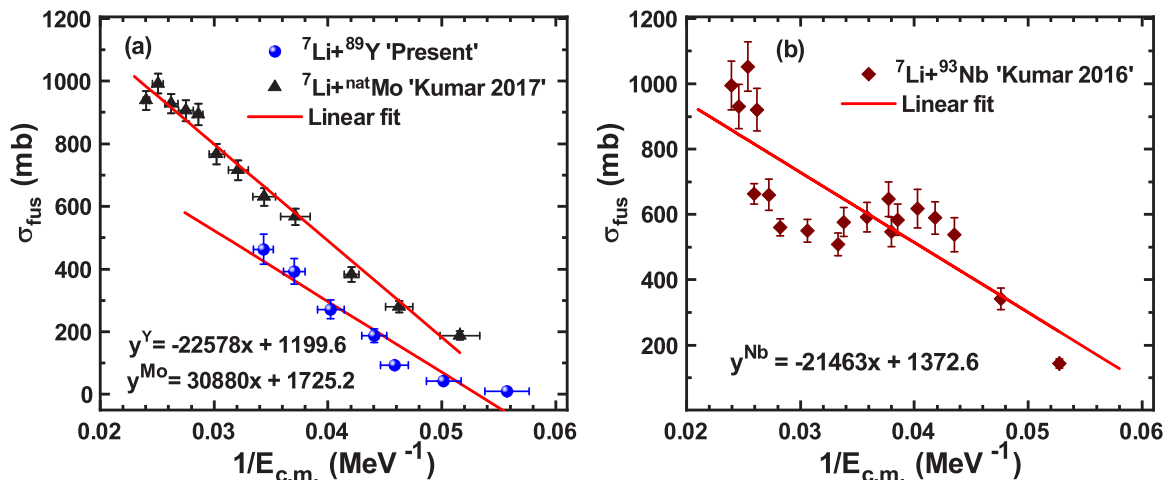 (a)
⁷Li+⁸⁹Y 'Present'
⁷Li+ⁿᵃᵗMo 'Kumar 2017'
Linear fit
yʸ= -22578x + 1199.6
yᴹᵒ= 30880x + 1725.2
1200
1000
800
600
400
200
0
σfus (mb)
0.02 0.03 0.04 0.05 0.06
1/E_c.m. (MeV ⁻¹)
(b)
⁷Li+⁹³Nb 'Kumar 2016'
Linear fit
y^Nb = -21463x + 1372.6
1200
1000
800
600
400
200
σfus (mb)
0.02 0.03 0.04 0.05 0.06
1/E_c.m. (MeV ⁻¹)